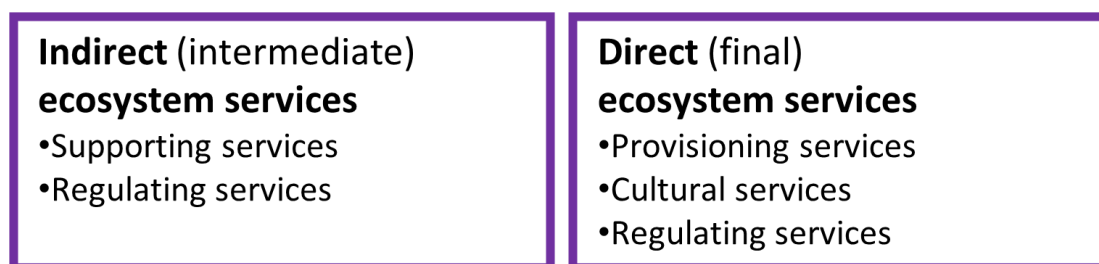 Indirect (intermediate)
ecosystem services
•Supporting services
•Regulating services
Direct (final)
ecosystem services
•Provisioning services
•Cultural services
•Regulating services